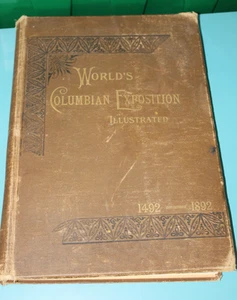 WORLD'S
COLUMBIAN EXPOSITION
ILLUSTRATED
1492 1892